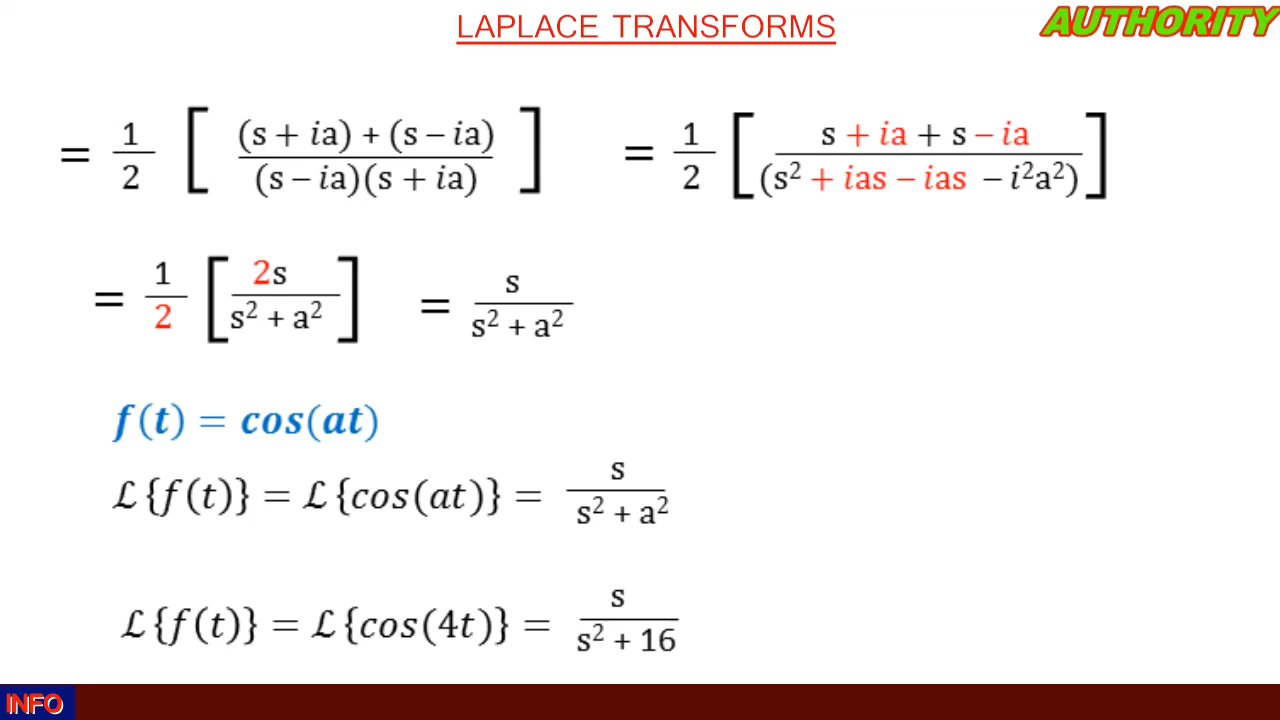 LAPLACE TRANSFORMS
AUTHORITY
= 1/2 [ (s + ia) + (s − ia) / (s − ia)(s + ia) ] = 1/2 [ s + ia + s − ia / (s² + ias − ias − i²a²) ]
= 1/2 [ 2s / s² + a² ] = s / s² + a²
f(t) = cos(at)
ℒ{f(t)} = ℒ{cos(at)} = s / s² + a²
ℒ{f(t)} = ℒ{cos(4t)} = s / s² + 16
INFO